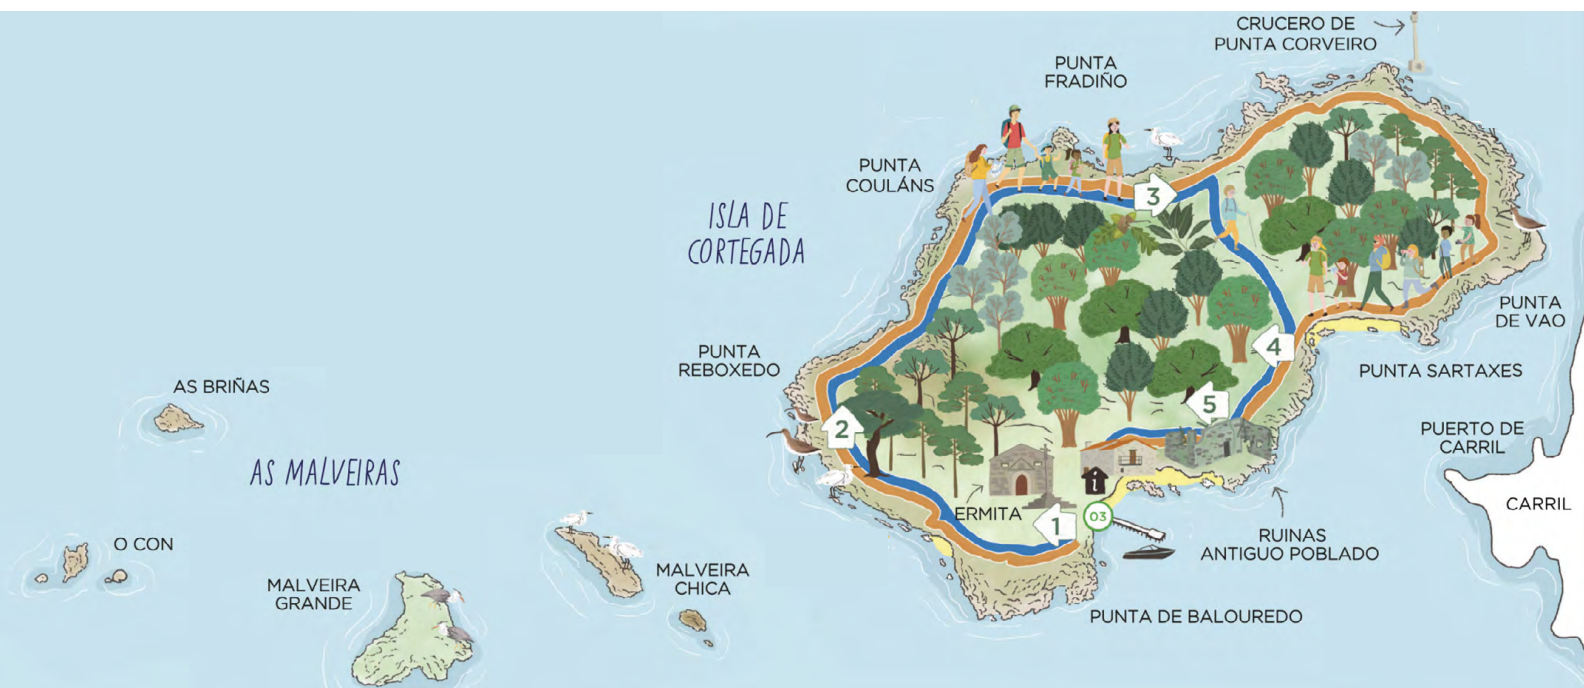 CRUCERO DE
PUNTA CORVEIRO
PUNTA
FRADIÑO
PUNTA
COULÁNS
ISLA DE
CORTEGADA
3
PUNTA
DE VAO
PUNTA
REBOXEDO
4
PUNTA SARTAXES
AS BRIÑAS
5
2
PUERTO DE
CARRIL
AS MALVEIRAS
i
CARRIL
ERMITA
1
03
RUINAS
ANTIGUO POBLADO
O CON
MALVEIRA
GRANDE
MALVEIRA
CHICA
PUNTA DE BALOUREDO